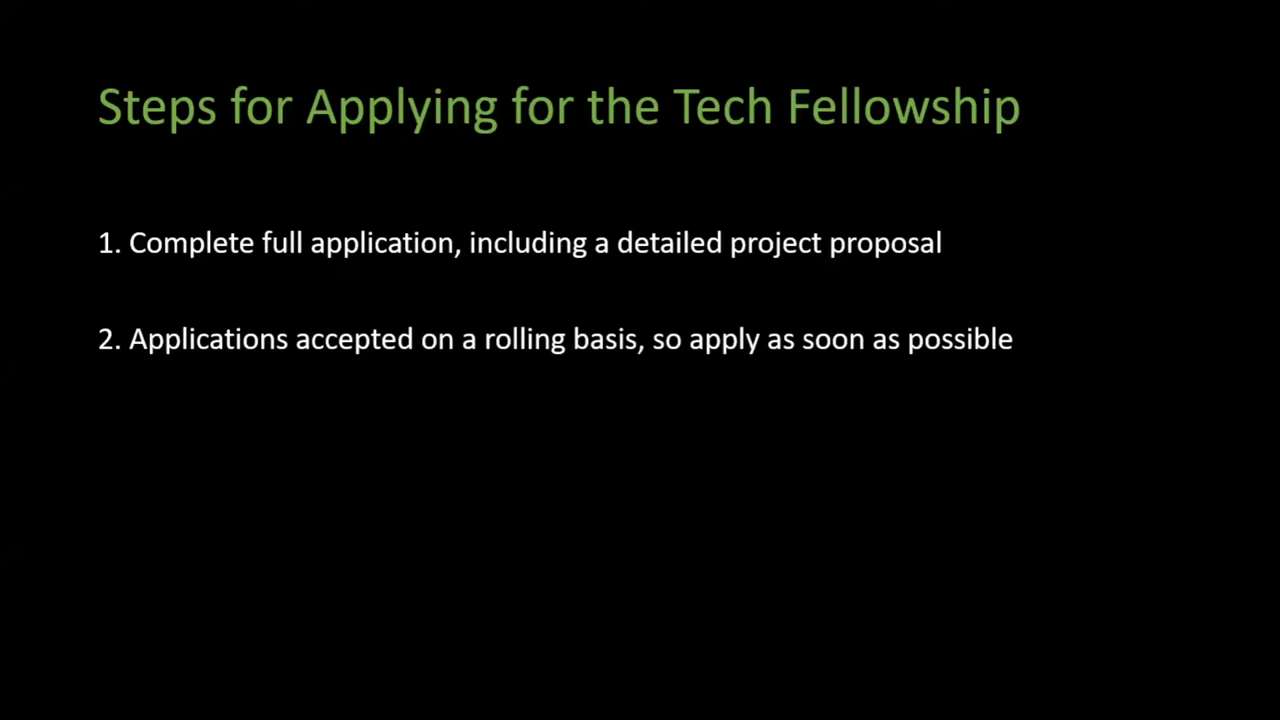 Steps for Applying for the Tech Fellowship
1. Complete full application, including a detailed project proposal
2. Applications accepted on a rolling basis, so apply as soon as possible